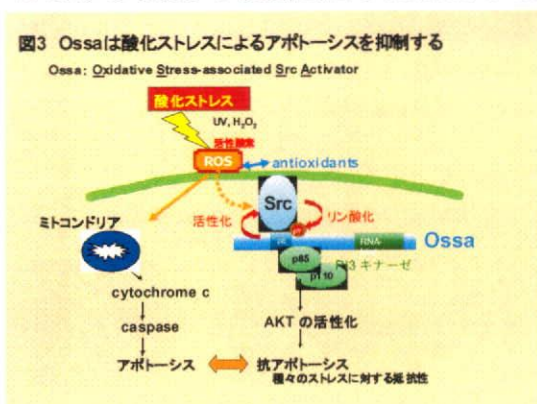 図3 Ossaは酸化ストレスによるアポトーシスを抑制する
Ossa: Oxidative Stress-associated Src Activator
酸化ストレス
UV, H₂O₂
活性酸素
ROS
antioxidants
Src
活性化
リン酸化
ミトコンドリア
RNA-
Ossa
p85
p110
PI3 キナーゼ
cytochrome c
caspase
AKT の活性化
アポトーシス
抗アポトーシス
種々のストレスに対する抵抗性